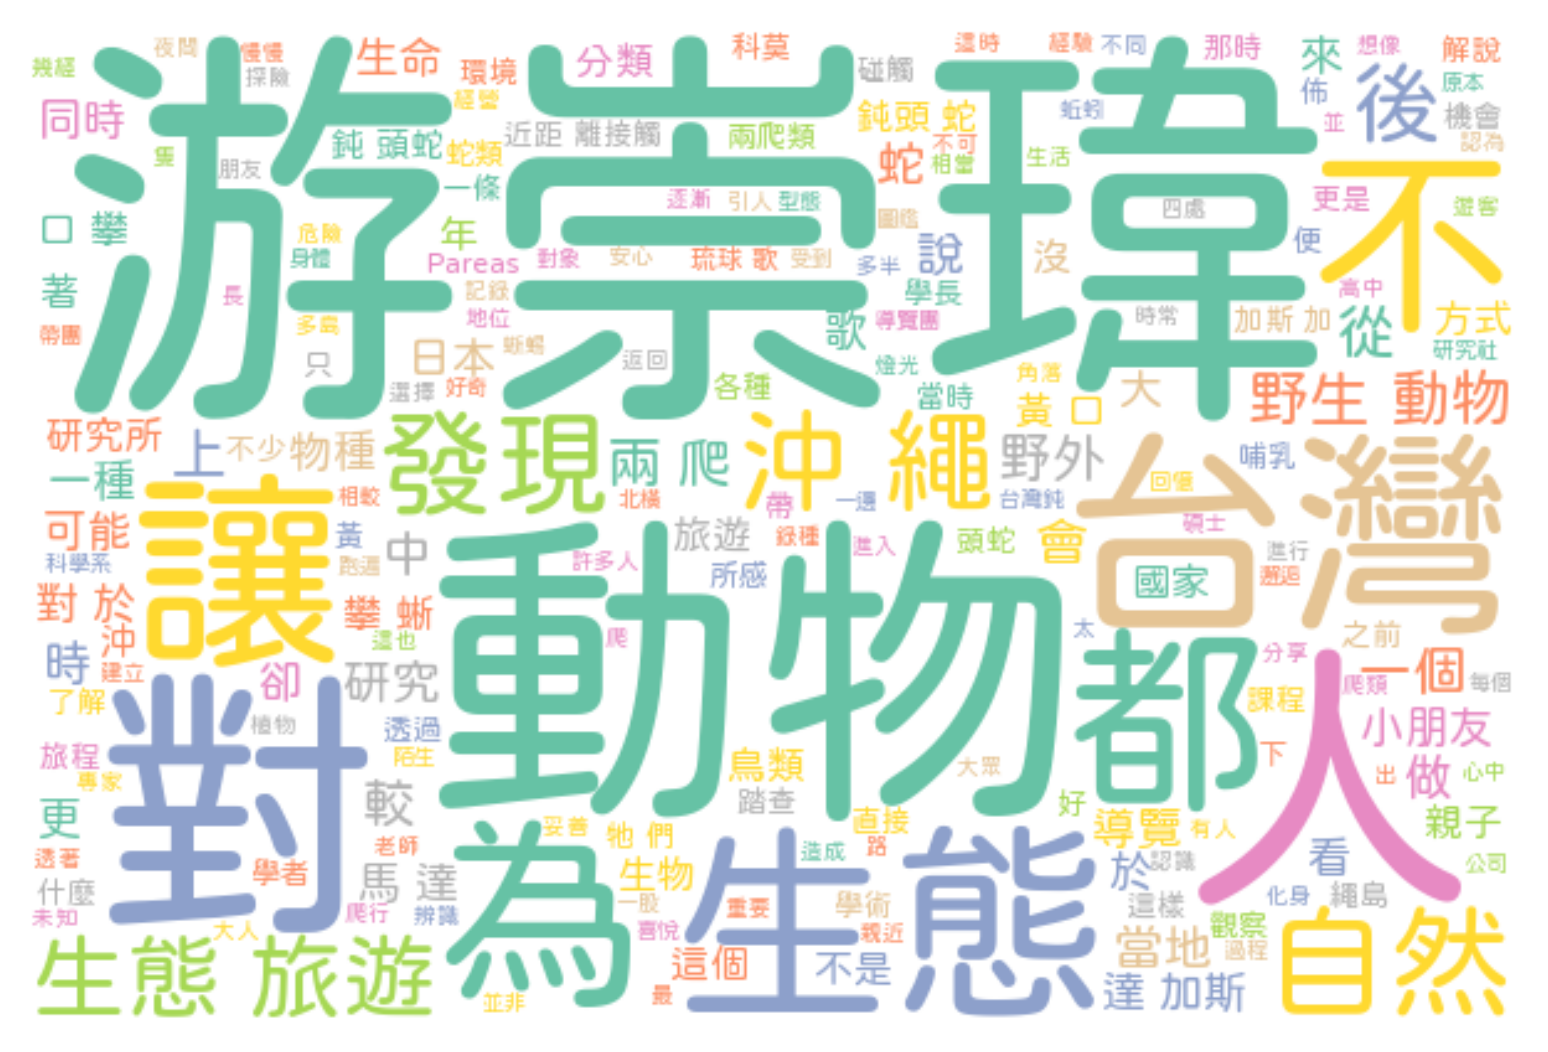 游崇瑋
動物
台灣
不
人
對
生態
為
都
讓
自然
發現
沖 繩
生態 旅遊
後
野生 動物
夜間
慢慢
生命
分類
科莫
碰觸
這時
經驗
不同
那時
來
想像
解說
幾經
探險
環境
經營
佈
原本
同時
鈍 頭蛇
蛇類
近距 離接觸
兩爬類
鈍頭 蛇
蚯蚓
並
機會
隻
朋友
一條
蛇
不可
相當
生活
認為
口 攀
危險
年
逐漸
引人
型態
圖鑑
四處
更是
遊客
身體
Pareas
對象
安心
琉球 歌
受到
多半
說
沒
便
著
長
記錄
學長
高中
帶團
多島
地位
歌
導覽團
時常
加斯 加
從
方式
只
日本
蜥蜴
返回
燈光
研究社
選擇
好奇
各種
當時
角落
黃 口
大
研究所
上
不少
物種
兩 爬
野外
哺乳
一種
相較
北橫
帶
一邊
台灣鈍
回憶
可能
黃
中
旅遊
錄種
進入
頭蛇
會
碩士
進行
科學系
跑遍
許多人
所感
國家
邂逅
對 於
攀 蜥
沖
這也
爬
太
之前
時
建立
卻
研究
分享
一個
爬類
每個
了解
植物
透過
課程
小朋友
旅程
陌生
鳥類
大眾
下
出
做
心中
專家
較
踏查
好
更
妥善
牠 們
直接
導覽
有人
親子
透著
老師
造成
路
看
公司
什麼
學者
馬 達
生物
於
認識
化身
繩島
未知
爬行
辨識
一股
重要
學術
這樣
大人
喜悅
親近
觀察
這個
不是
當地
過程
並非
最
達 加斯